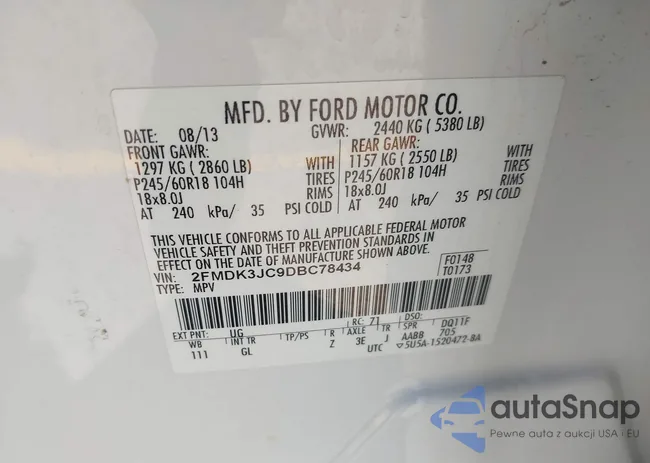 MFD. BY FORD MOTOR CO.
DATE: 08/13 GVWR: 2440 KG ( 5380 LB)
FRONT GAWR: REAR GAWR:
1297 KG ( 2860 LB) WITH 1157 KG ( 2550 LB) WITH
P245/60R18 104H TIRES P245/60R18 104H TIRES
18x8.0J RIMS 18x8.0J RIMS
AT 240 kPa/ 35 PSI COLD AT 240 kPa/ 35 PSI COLD
THIS VEHICLE CONFORMS TO ALL APPLICABLE FEDERAL MOTOR
VEHICLE SAFETY AND THEFT PREVENTION STANDARDS IN
EFFECT ON THE DATE OF MANUFACTURE SHOWN ABOVE.
VIN: 2FMDK3JC9DBC78434 F0148
TYPE: MPV T0173
EXT PNT: UG RC: 71 DSO:
WB INT TR TP/PS R AXLE TR SPR DQ11F
111 GL Z 3E J AABB 705
UTC ▽5U5A-1520472-BA
autaSnap
Pewne auta z aukcji USA i EU